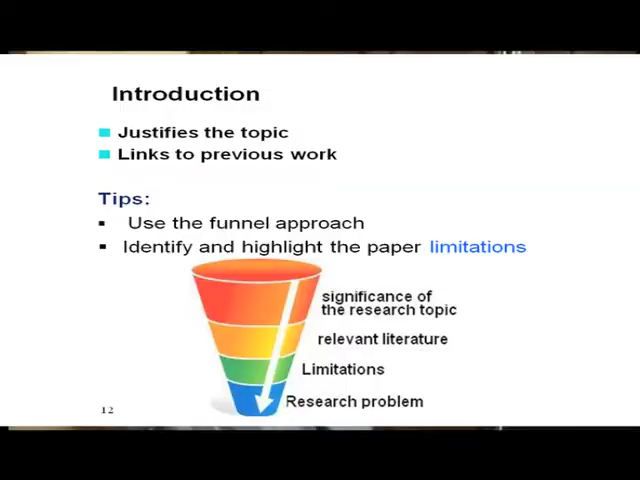 Introduction
Justifies the topic
Links to previous work
Tips:
Use the funnel approach
Identify and highlight the paper limitations
significance of
the research topic
relevant literature
Limitations
Research problem
12